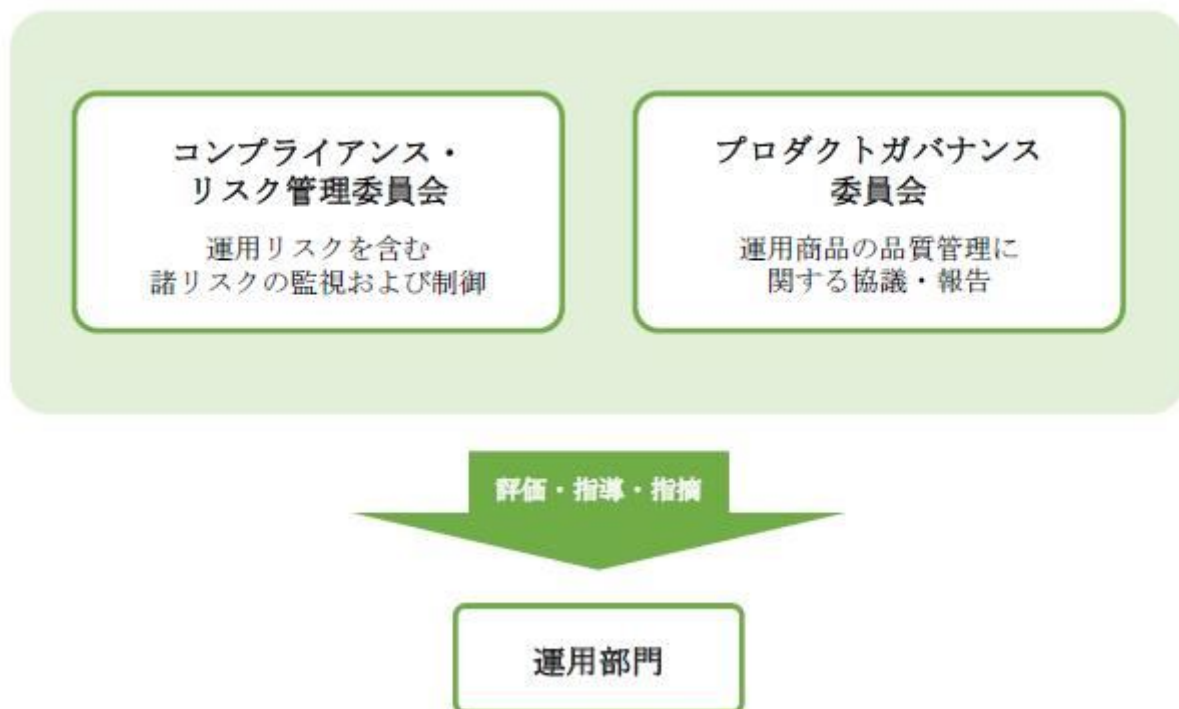 コンプライアンス・
リスク管理委員会
運用リスクを含む
諸リスクの監視および制御
プロダクトガバナンス
委員会
運用商品の品質管理に
関する協議・報告
評価・指導・指摘
運用部門